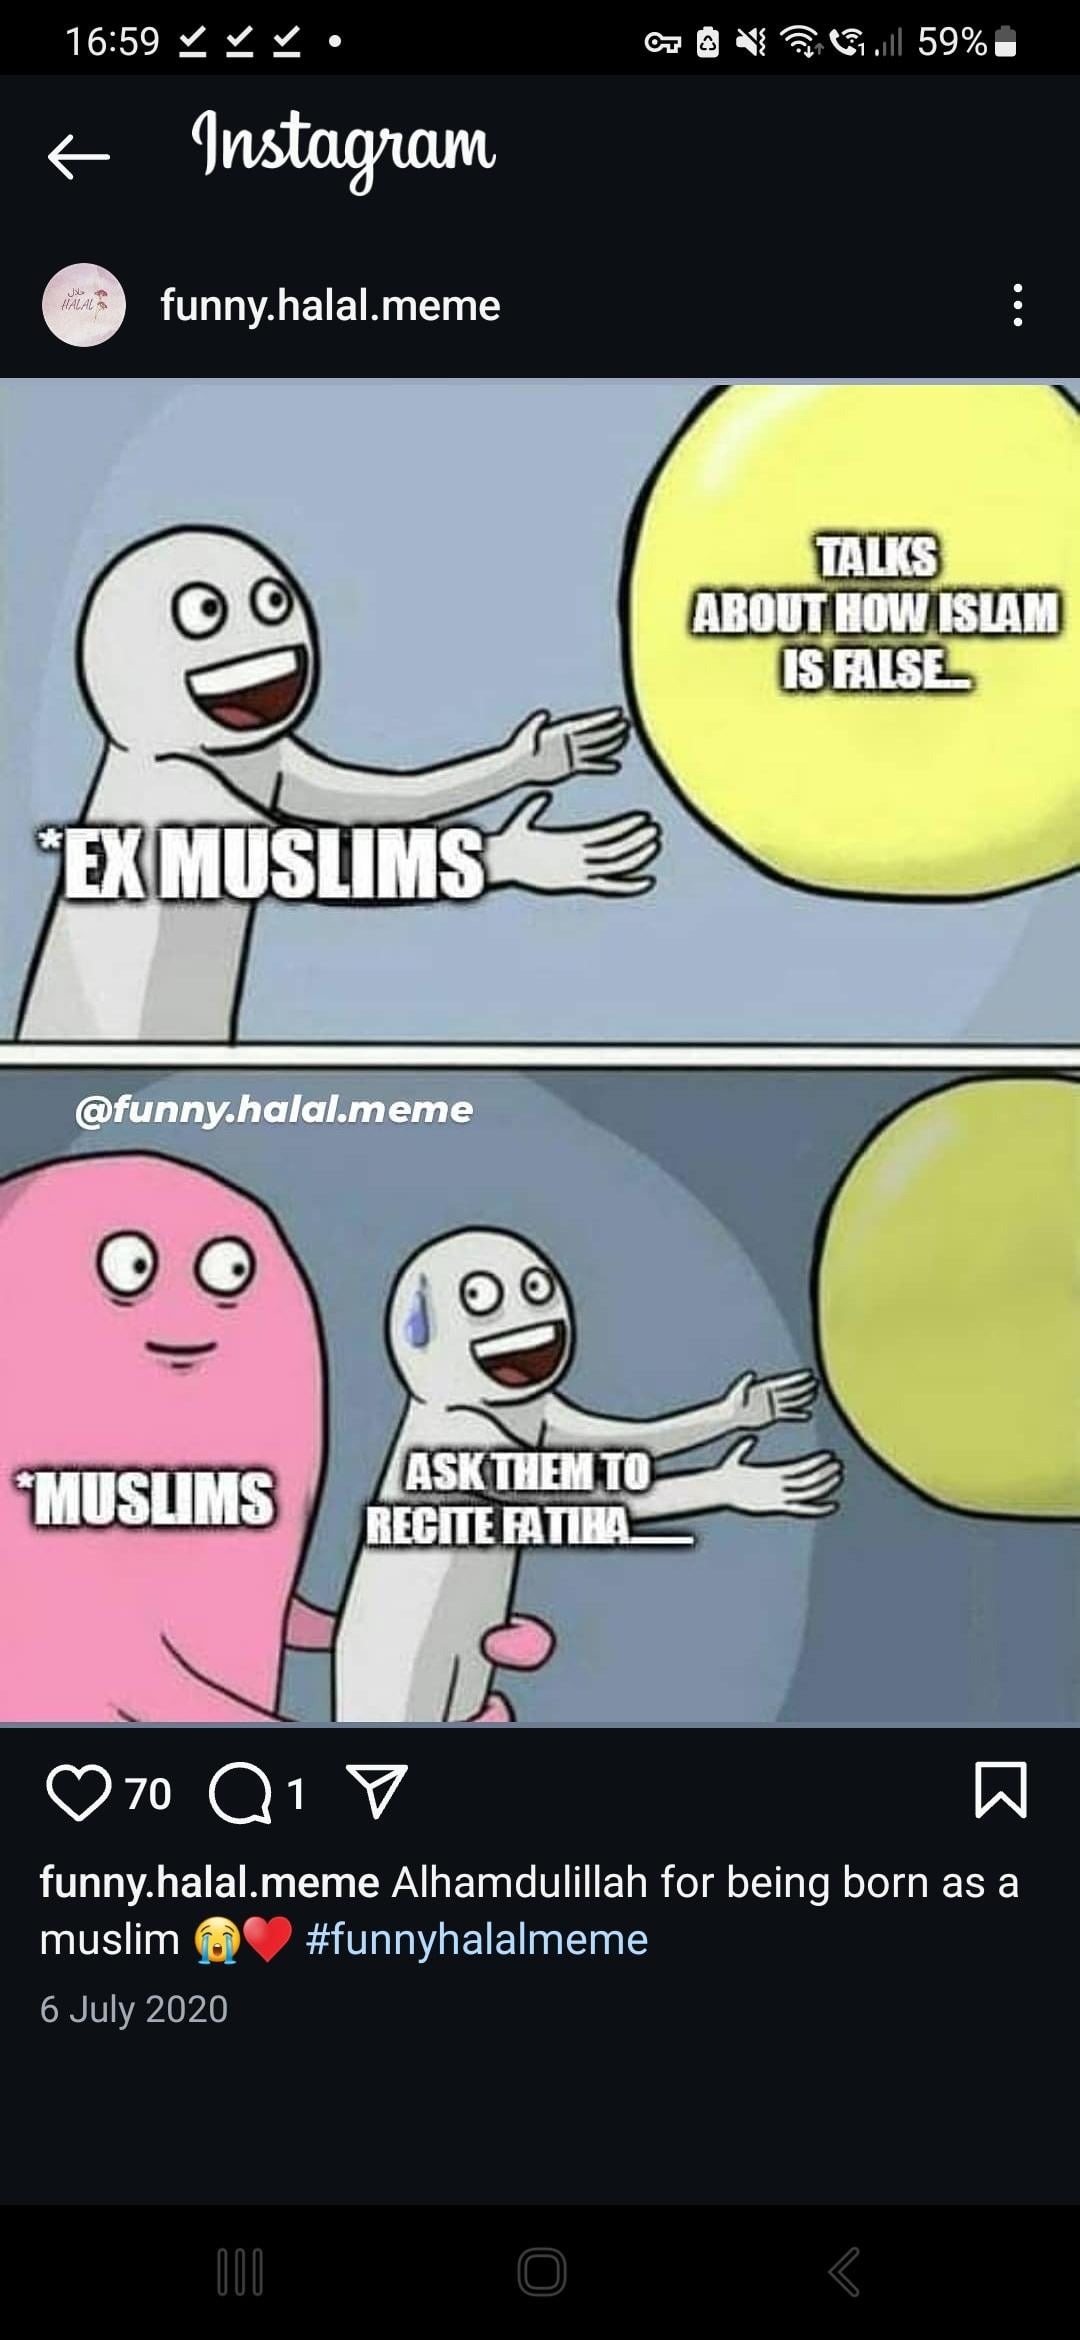 16:59
59%
Instagram
حلال
HALAL
funny.halal.meme
TALKS
ABOUT HOW ISLAM
IS FALSE...
*EX MUSLIMS
@funny.halal.meme
*MUSLIMS
ASK THEM TO
RECITE FATIHA......
70 1
funny.halal.meme Alhamdulillah for being born as a
muslim 😭❤️ #funnyhalalmeme
6 July 2020